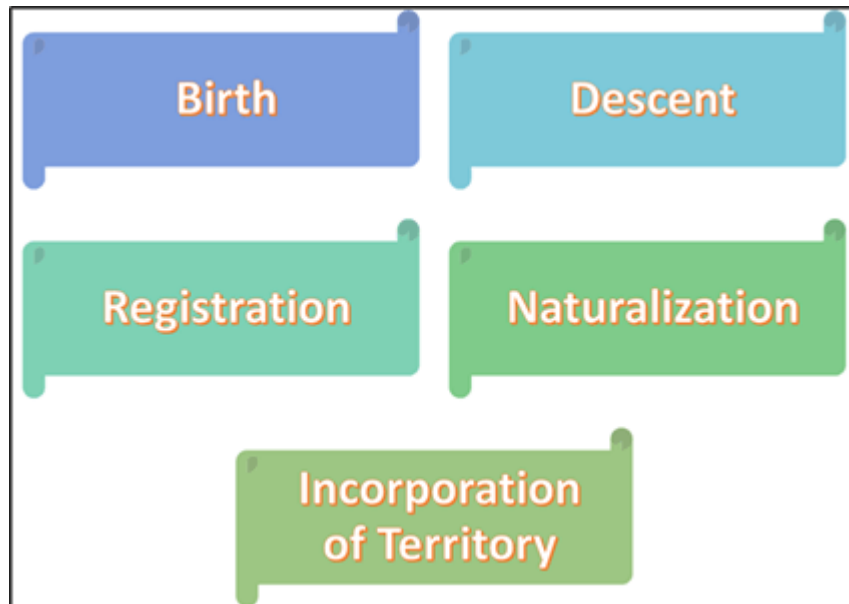 Birth
Descent
Registration
Naturalization
Incorporation
of Territory